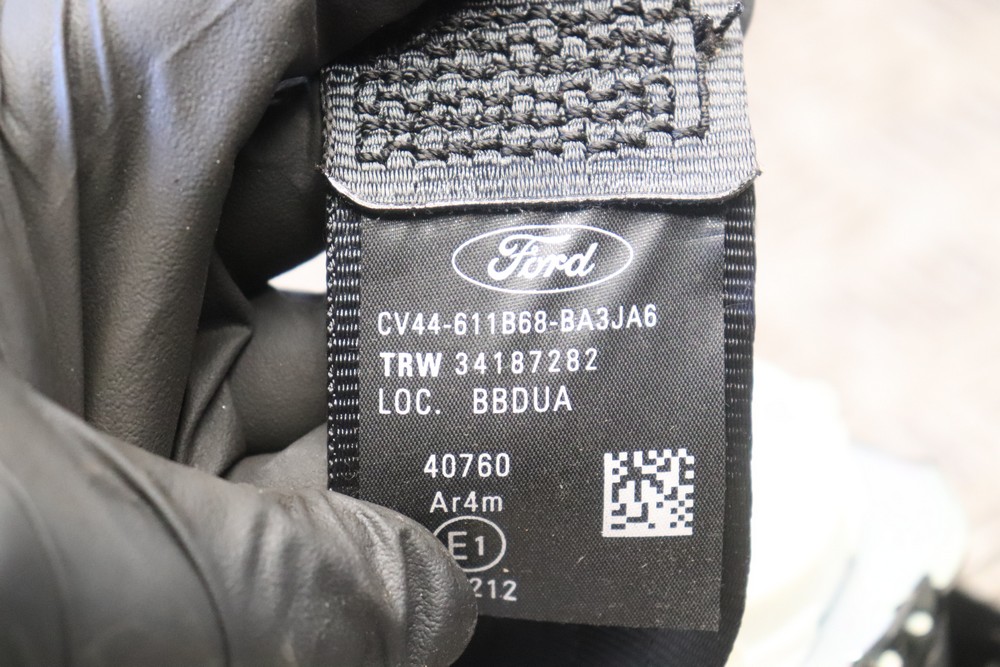 Ford
CV44-611B68-BA3JA6
TRW 34187282
LOC. BBDUA
40760
Ar4m
E1